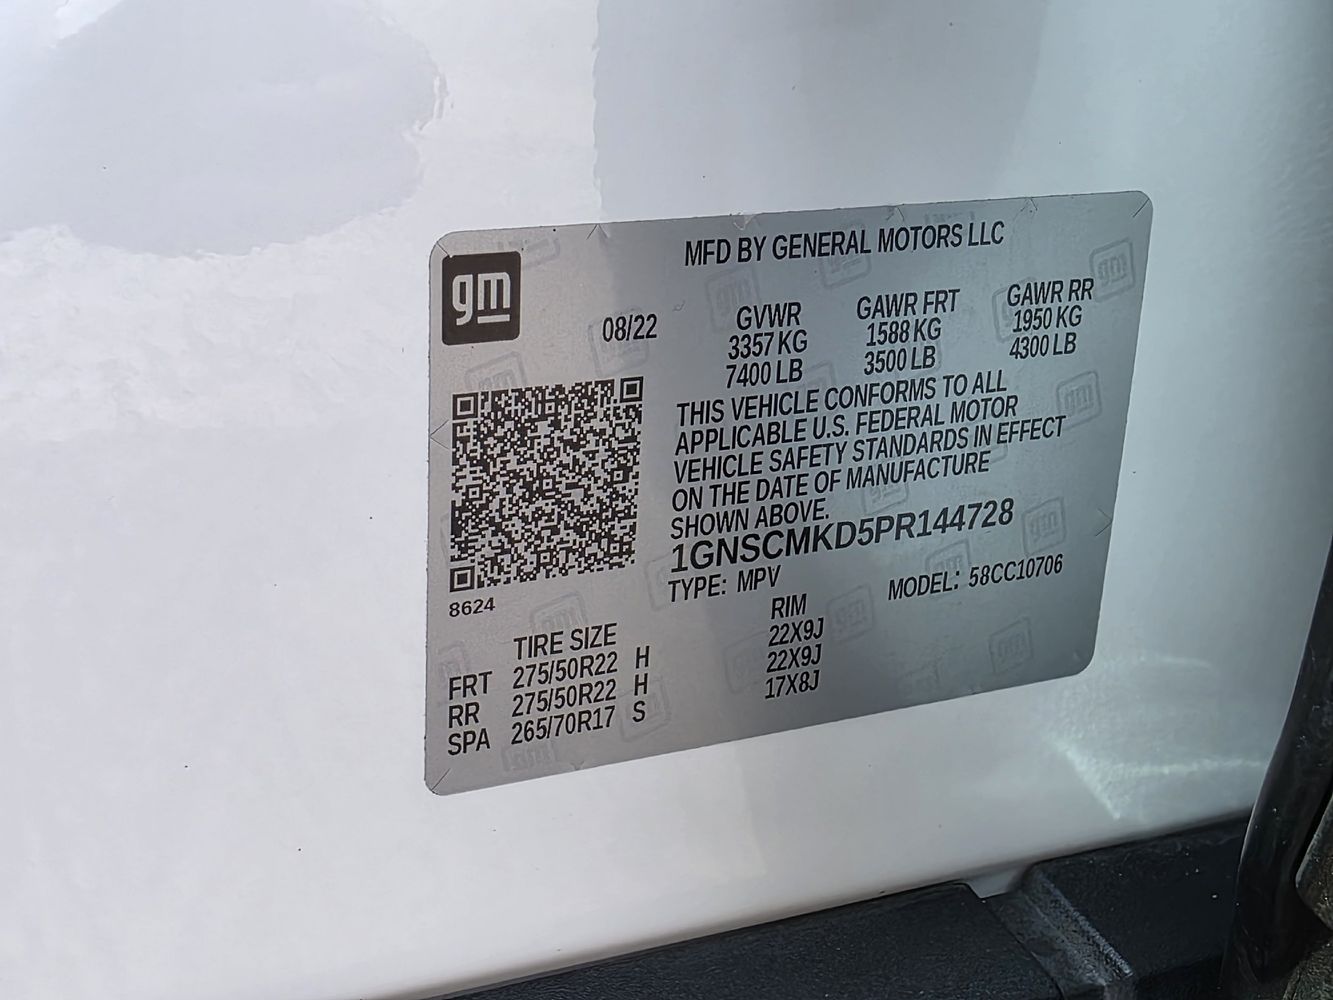 gm
MFD BY GENERAL MOTORS LLC
08/22
GVWR
3357 KG
7400 LB
GAWR FRT
1588 KG
3500 LB
GAWR RR
1950 KG
4300 LB
THIS VEHICLE CONFORMS TO ALL
APPLICABLE U.S. FEDERAL MOTOR
VEHICLE SAFETY STANDARDS IN EFFECT
ON THE DATE OF MANUFACTURE
SHOWN ABOVE.
1GNSCMKD5PR144728
TYPE: MPV MODEL: 58CC10706
8624
TIRE SIZE RIM
FRT 275/50R22 H 22X9J
RR 275/50R22 H 22X9J
SPA 265/70R17 S 17X8J